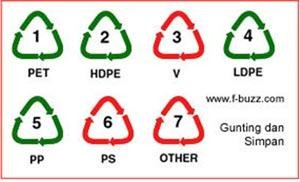 1 2 3 4
PET HDPE V LDPE
www.f-buzz.com
5 6 7 Gunting dan
Simpan
PP PS OTHER